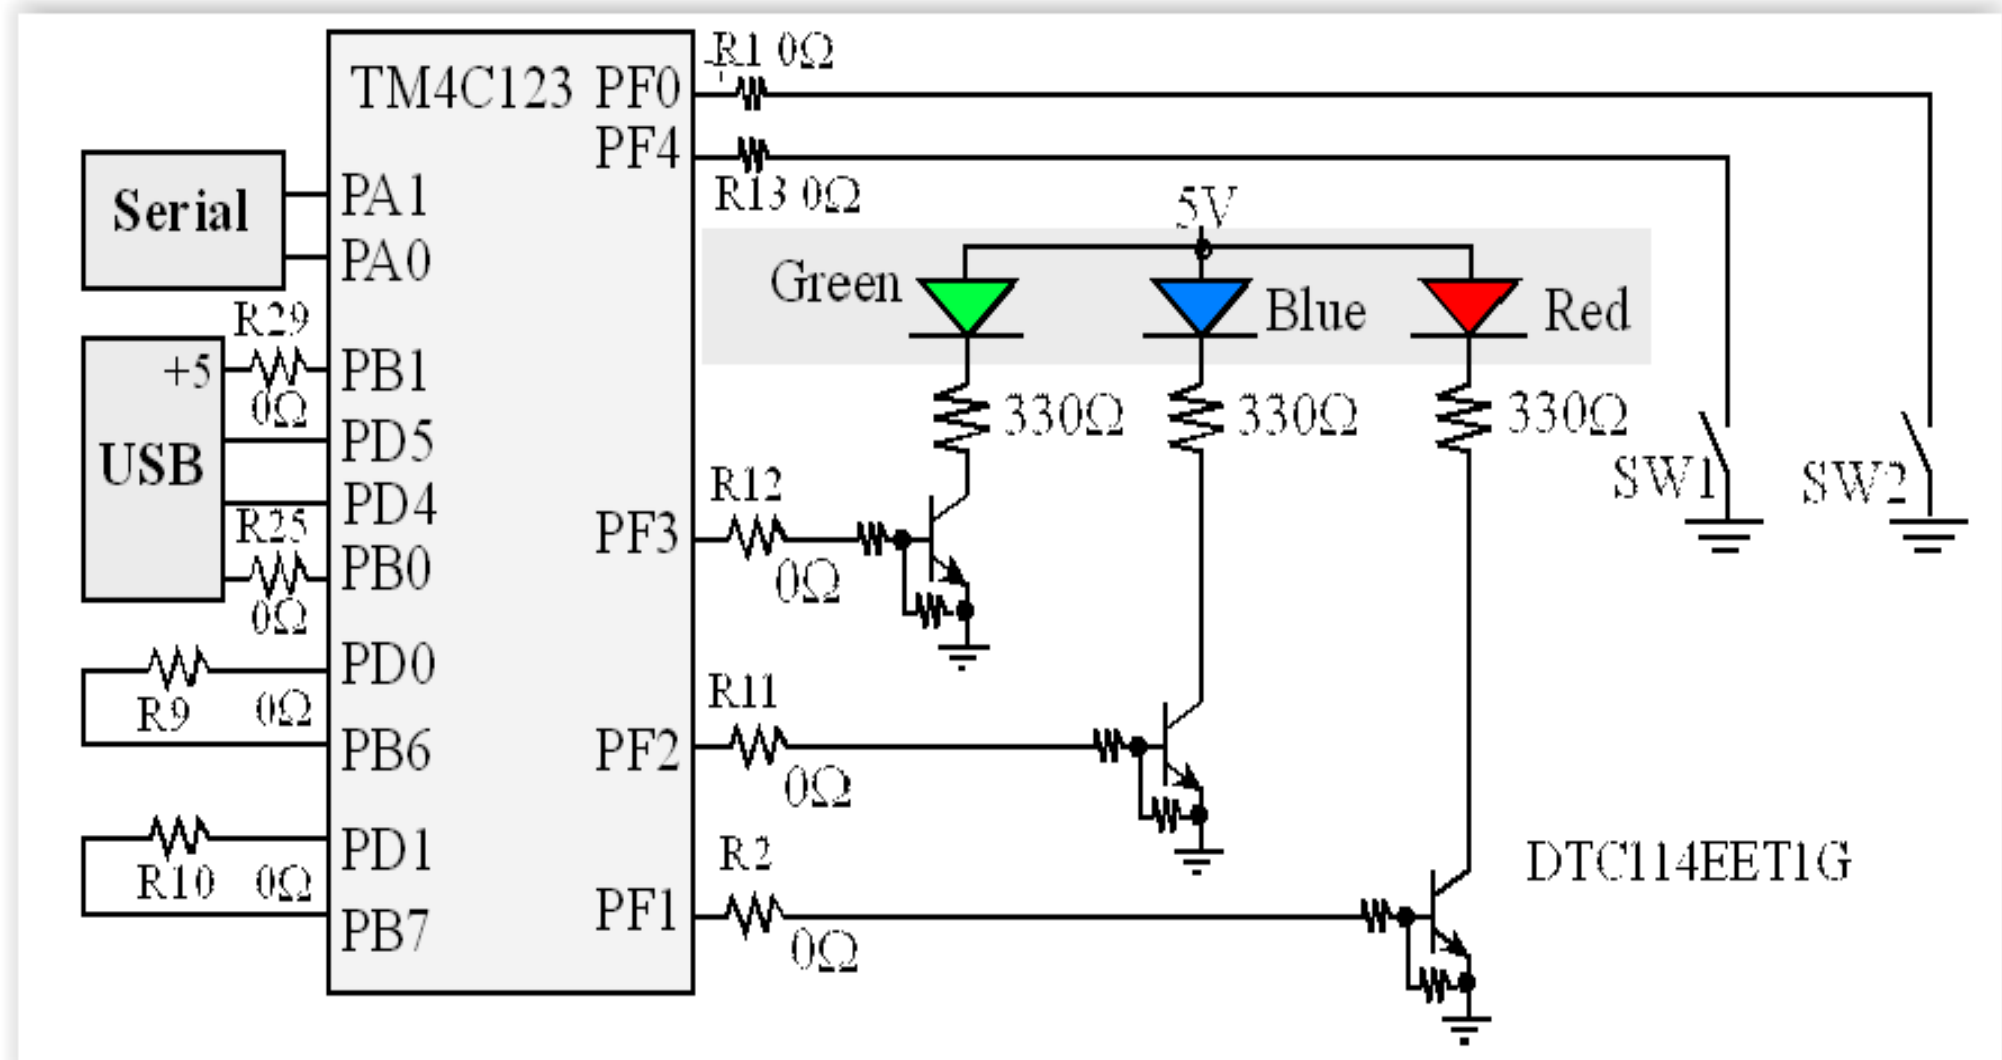 R1 0Ω
TM4C123 PF0
PF4
R13 0Ω
Serial
PA1
PA0
5V
Green
Blue
Red
R29
+5
0Ω
PB1
USB
PD5
PD4
R25
0Ω
PB0
330Ω
330Ω
330Ω
SW1
SW2
R12
PF3
0Ω
PD0
R9 0Ω
PB6
R11
PF2
0Ω
PD1
R10 0Ω
PB7
R2
PF1
0Ω
DTC114EET1G